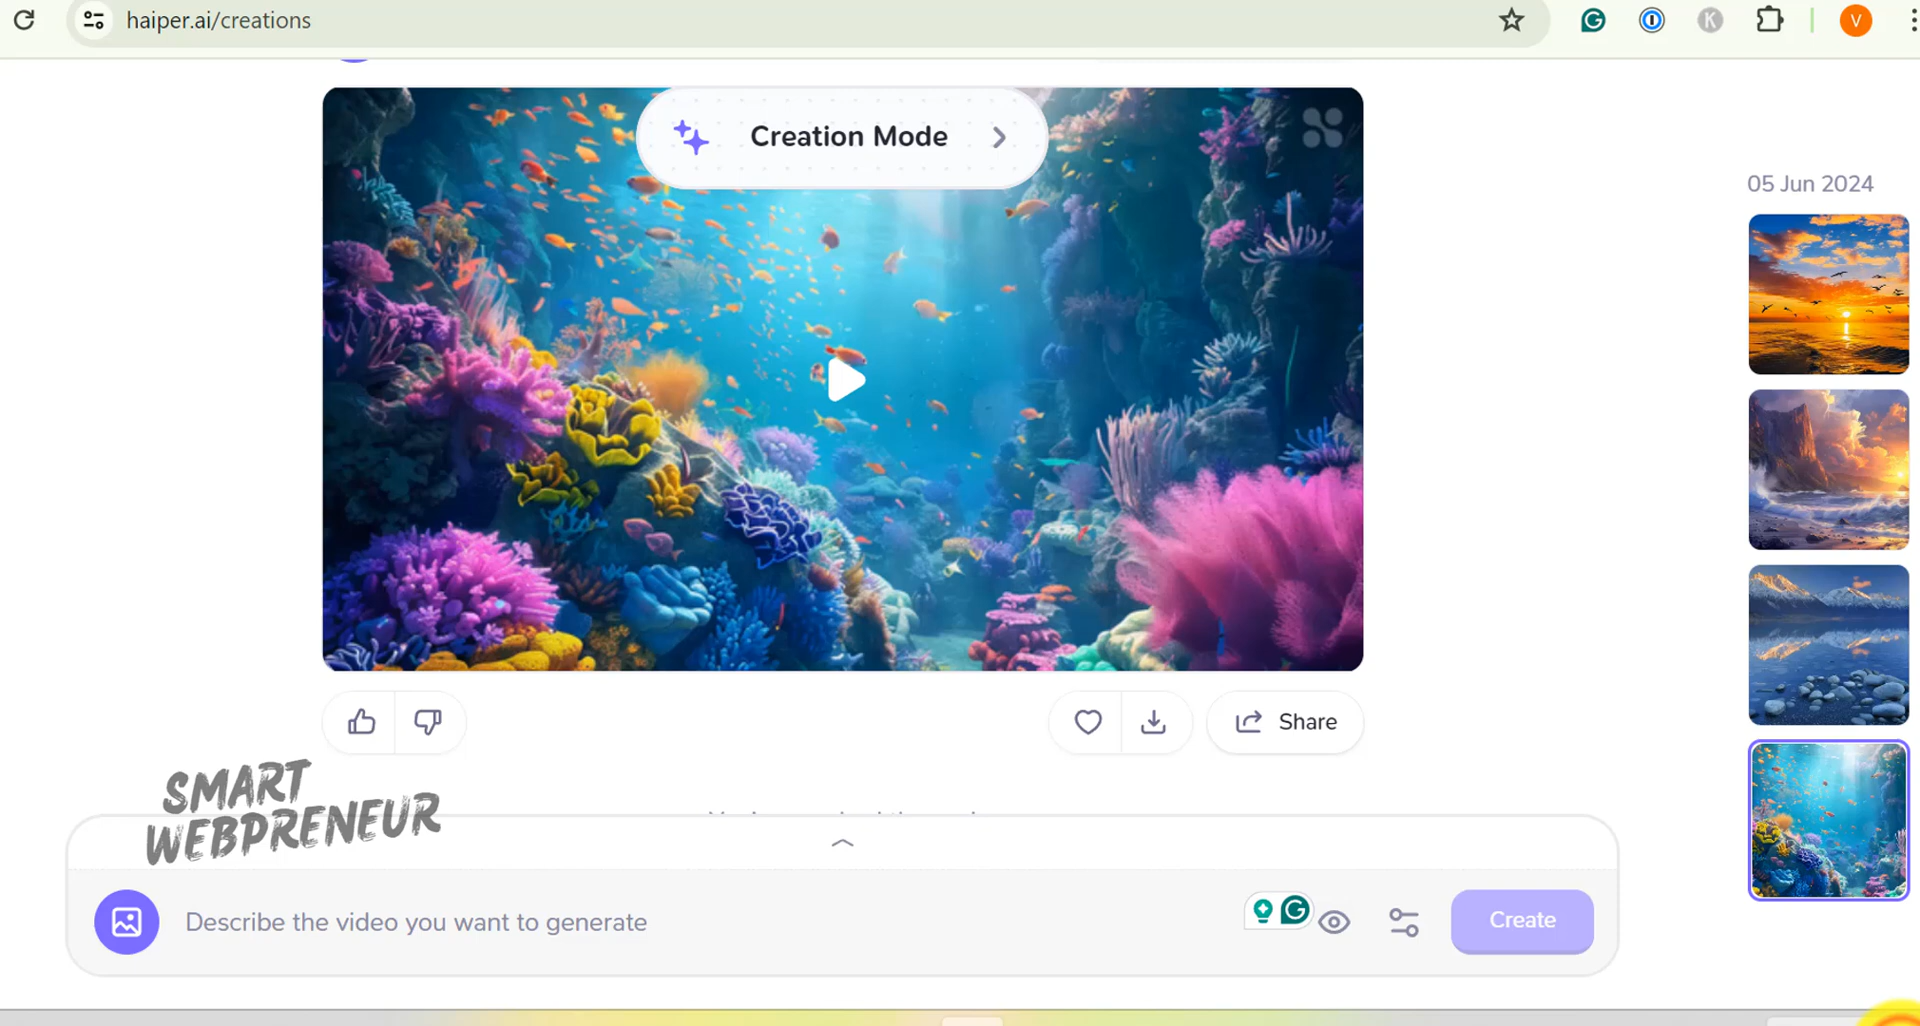 haiper.ai/creations
K
V
Creation Mode
05 Jun 2024
Share
SMART
WEBPRENEUR
Describe the video you want to generate
G
Create